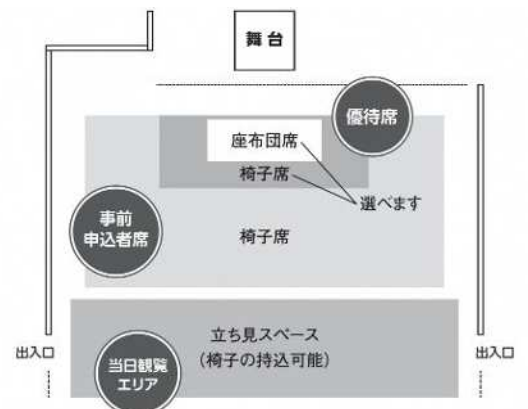 舞台
優待席
座布団席
椅子席
選べます
事前
申込者席
椅子席
立ち見スペース
(椅子の持込可能)
出入口
出入口
当日観覧
エリア